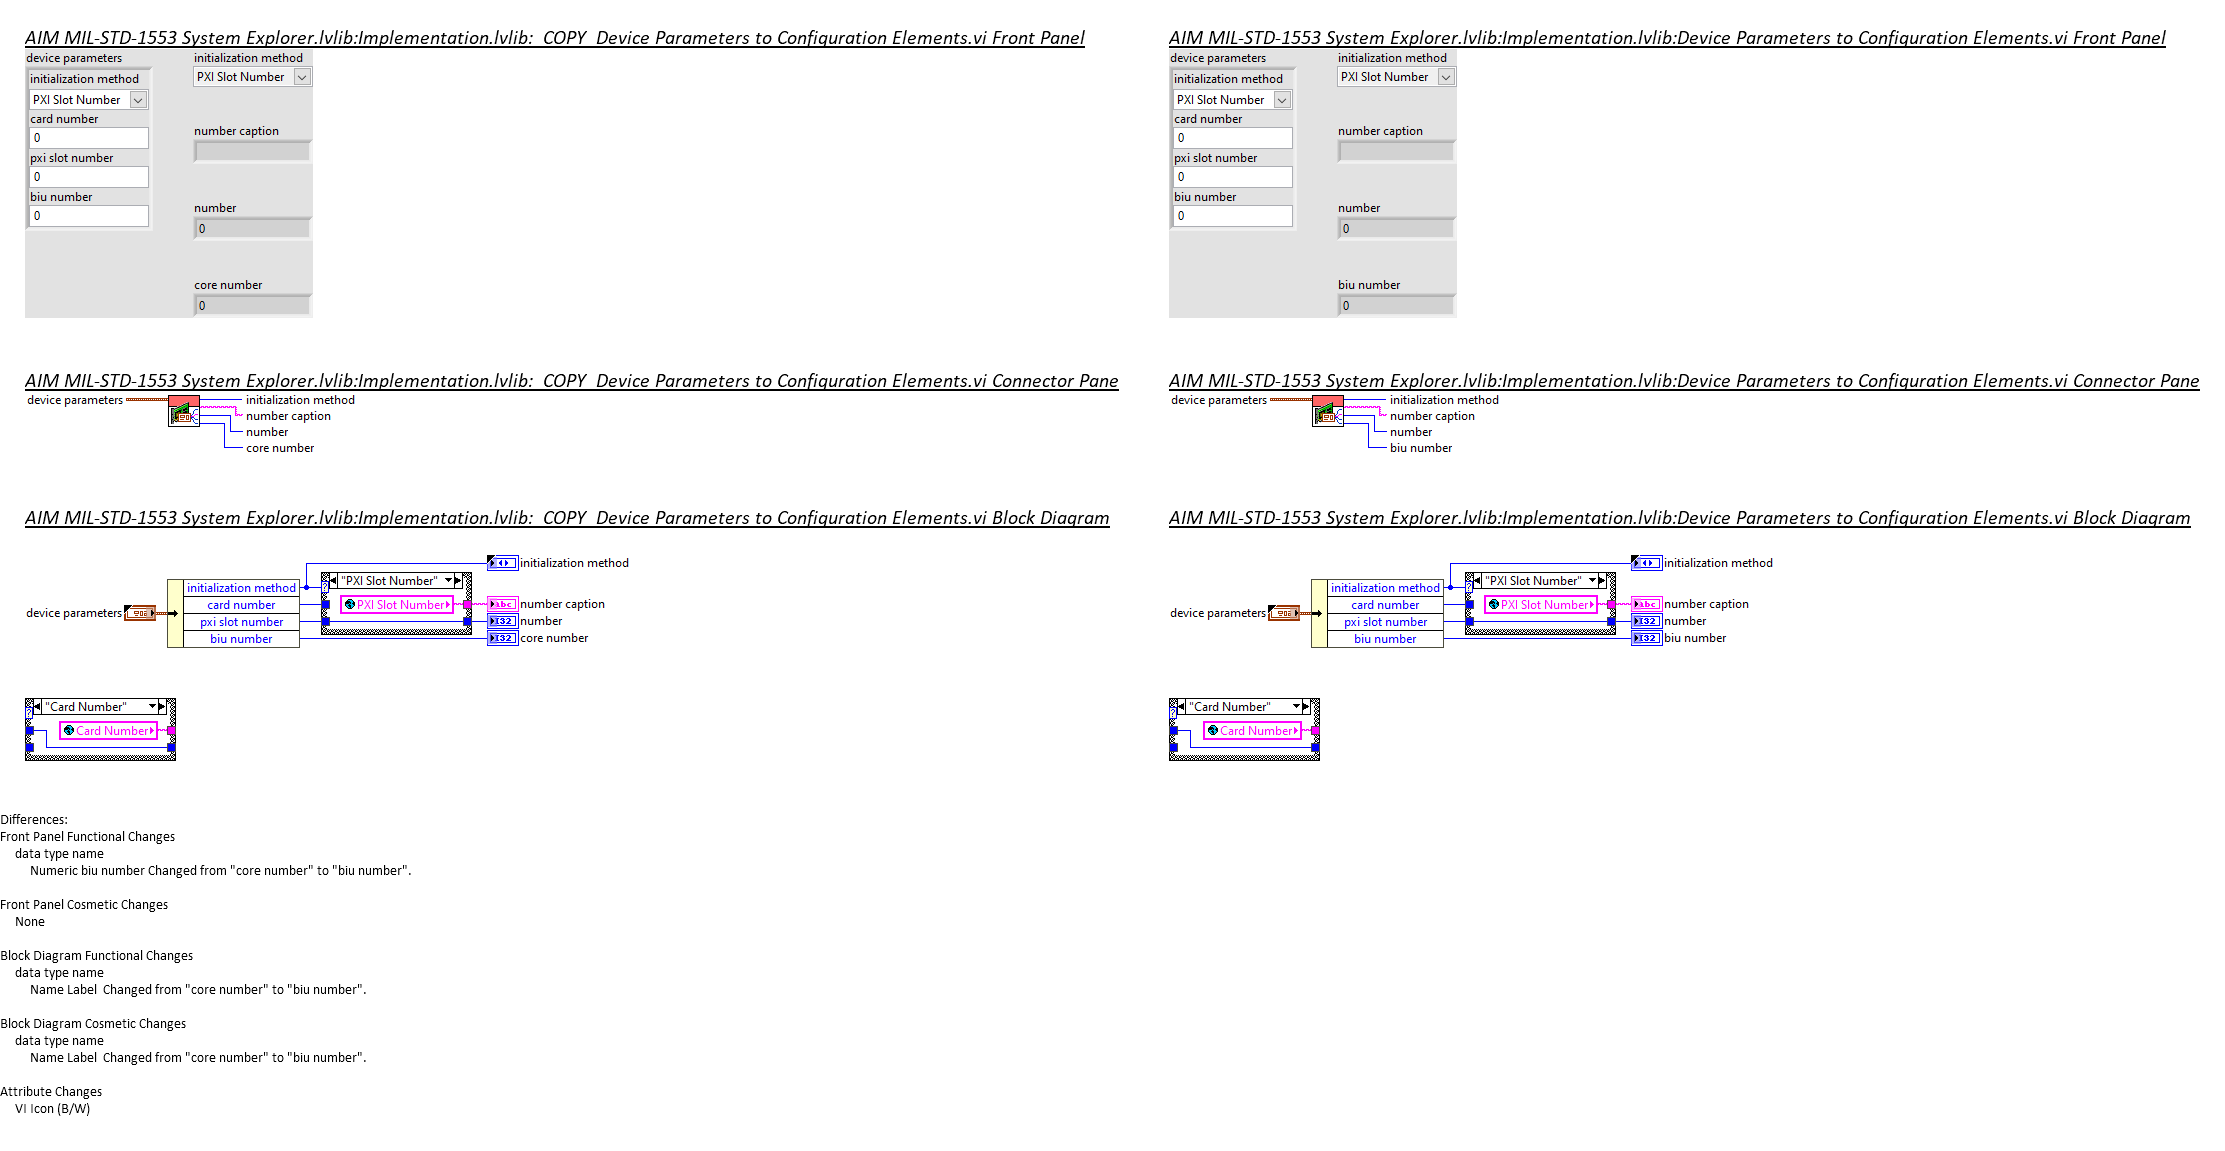 AIM MIL-STD-1553 System Explorer.lvlib:Implementation.lvlib:  COPY  Device Parameters to Configuration Elements.vi Front Panel
device parameters
initialization method
initialization method
PXI Slot Number
PXI Slot Number
card number
0
number caption
pxi slot number
0
biu number
number
0
0
core number
0
AIM MIL-STD-1553 System Explorer.lvlib:Implementation.lvlib:Device Parameters to Configuration Elements.vi Front Panel
device parameters
initialization method
initialization method
PXI Slot Number
PXI Slot Number
card number
0
number caption
pxi slot number
0
biu number
number
0
0
biu number
0
AIM MIL-STD-1553 System Explorer.lvlib:Implementation.lvlib:  COPY  Device Parameters to Configuration Elements.vi Connector Pane
device parameters
initialization method
number caption
number
core number
AIM MIL-STD-1553 System Explorer.lvlib:Implementation.lvlib:Device Parameters to Configuration Elements.vi Connector Pane
device parameters
initialization method
number caption
number
biu number
AIM MIL-STD-1553 System Explorer.lvlib:Implementation.lvlib:  COPY  Device Parameters to Configuration Elements.vi Block Diagram
initialization method
"PXI Slot Number"
initialization method
device parameters
card number
PXI Slot Number
abc
number caption
pxi slot number
I32
number
biu number
I32
core number
"Card Number"
Card Number
AIM MIL-STD-1553 System Explorer.lvlib:Implementation.lvlib:Device Parameters to Configuration Elements.vi Block Diagram
initialization method
"PXI Slot Number"
initialization method
device parameters
card number
PXI Slot Number
abc
number caption
pxi slot number
I32
number
biu number
I32
biu number
"Card Number"
Card Number
Differences:
Front Panel Functional Changes
data type name
Numeric biu number Changed from "core number" to "biu number".
Front Panel Cosmetic Changes
None
Block Diagram Functional Changes
data type name
Name Label  Changed from "core number" to "biu number".
Block Diagram Cosmetic Changes
data type name
Name Label  Changed from "core number" to "biu number".
Attribute Changes
VI Icon (B/W)